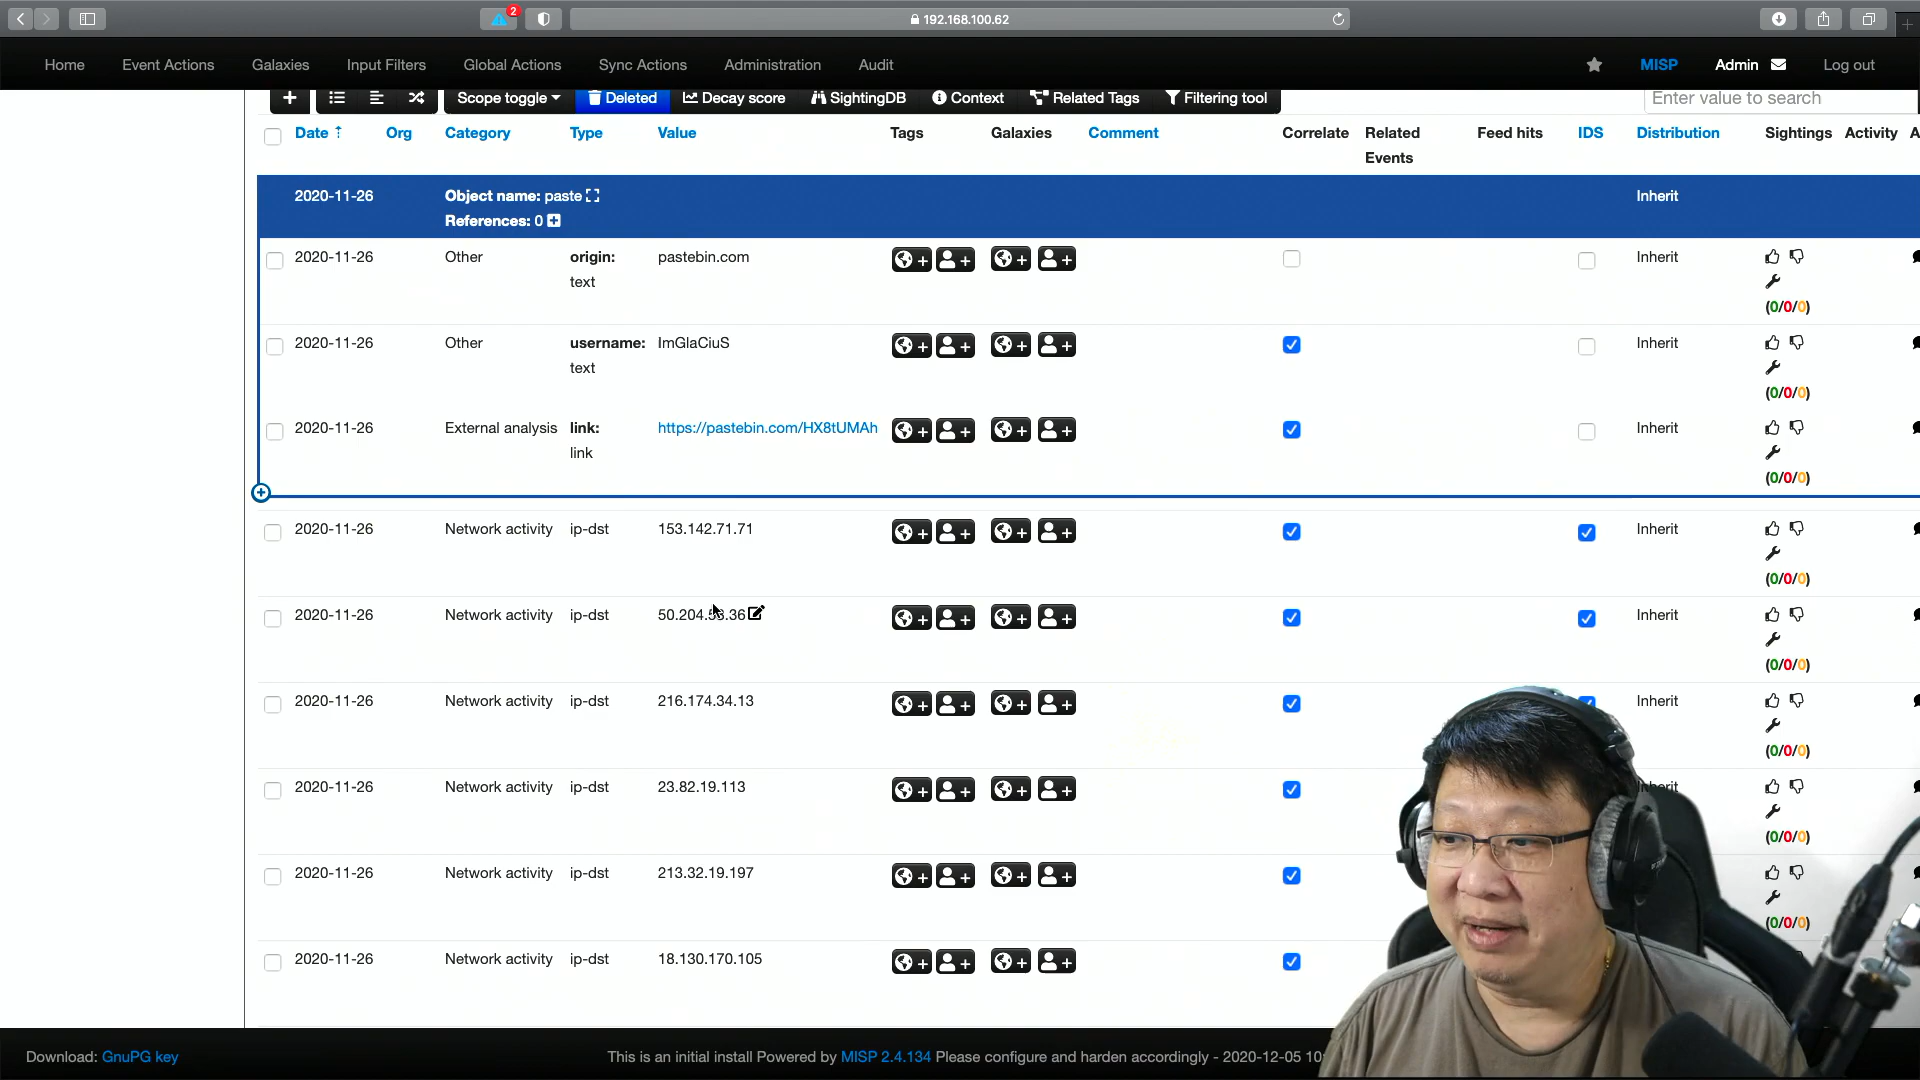 2
192.168.100.62
Home Event Actions Galaxies Input Filters Global Actions Sync Actions Administration Audit MISP Admin Log out
Scope toggle Deleted Decay score SightingDB Context Related Tags Filtering tool Enter value to search
Date Org Category Type Value Tags Galaxies Comment Correlate Related Events Feed hits IDS Distribution Sightings Activity
2020-11-26 Object name: paste Inherit
References: 0
2020-11-26 Other origin: text pastebin.com Inherit
(0/0/0)
2020-11-26 Other username: text ImGlaCiuS Inherit
(0/0/0)
2020-11-26 External analysis link: link https://pastebin.com/HX8tUMAh Inherit
(0/0/0)
2020-11-26 Network activity ip-dst 153.142.71.71 Inherit
(0/0/0)
2020-11-26 Network activity ip-dst Inherit
(0/0/0)
2020-11-26 Network activity ip-dst 216.174.34.13 Inherit
(0/0/0)
2020-11-26 Network activity ip-dst 23.82.19.113 Inherit
(0/0/0)
2020-11-26 Network activity ip-dst 213.32.19.197
(0/0/0)
2020-11-26 Network activity ip-dst 18.130.170.105
Download: GnuPG key This is an initial install Powered by MISP 2.4.134 Please configure and harden accordingly - 2020-12-05 10: